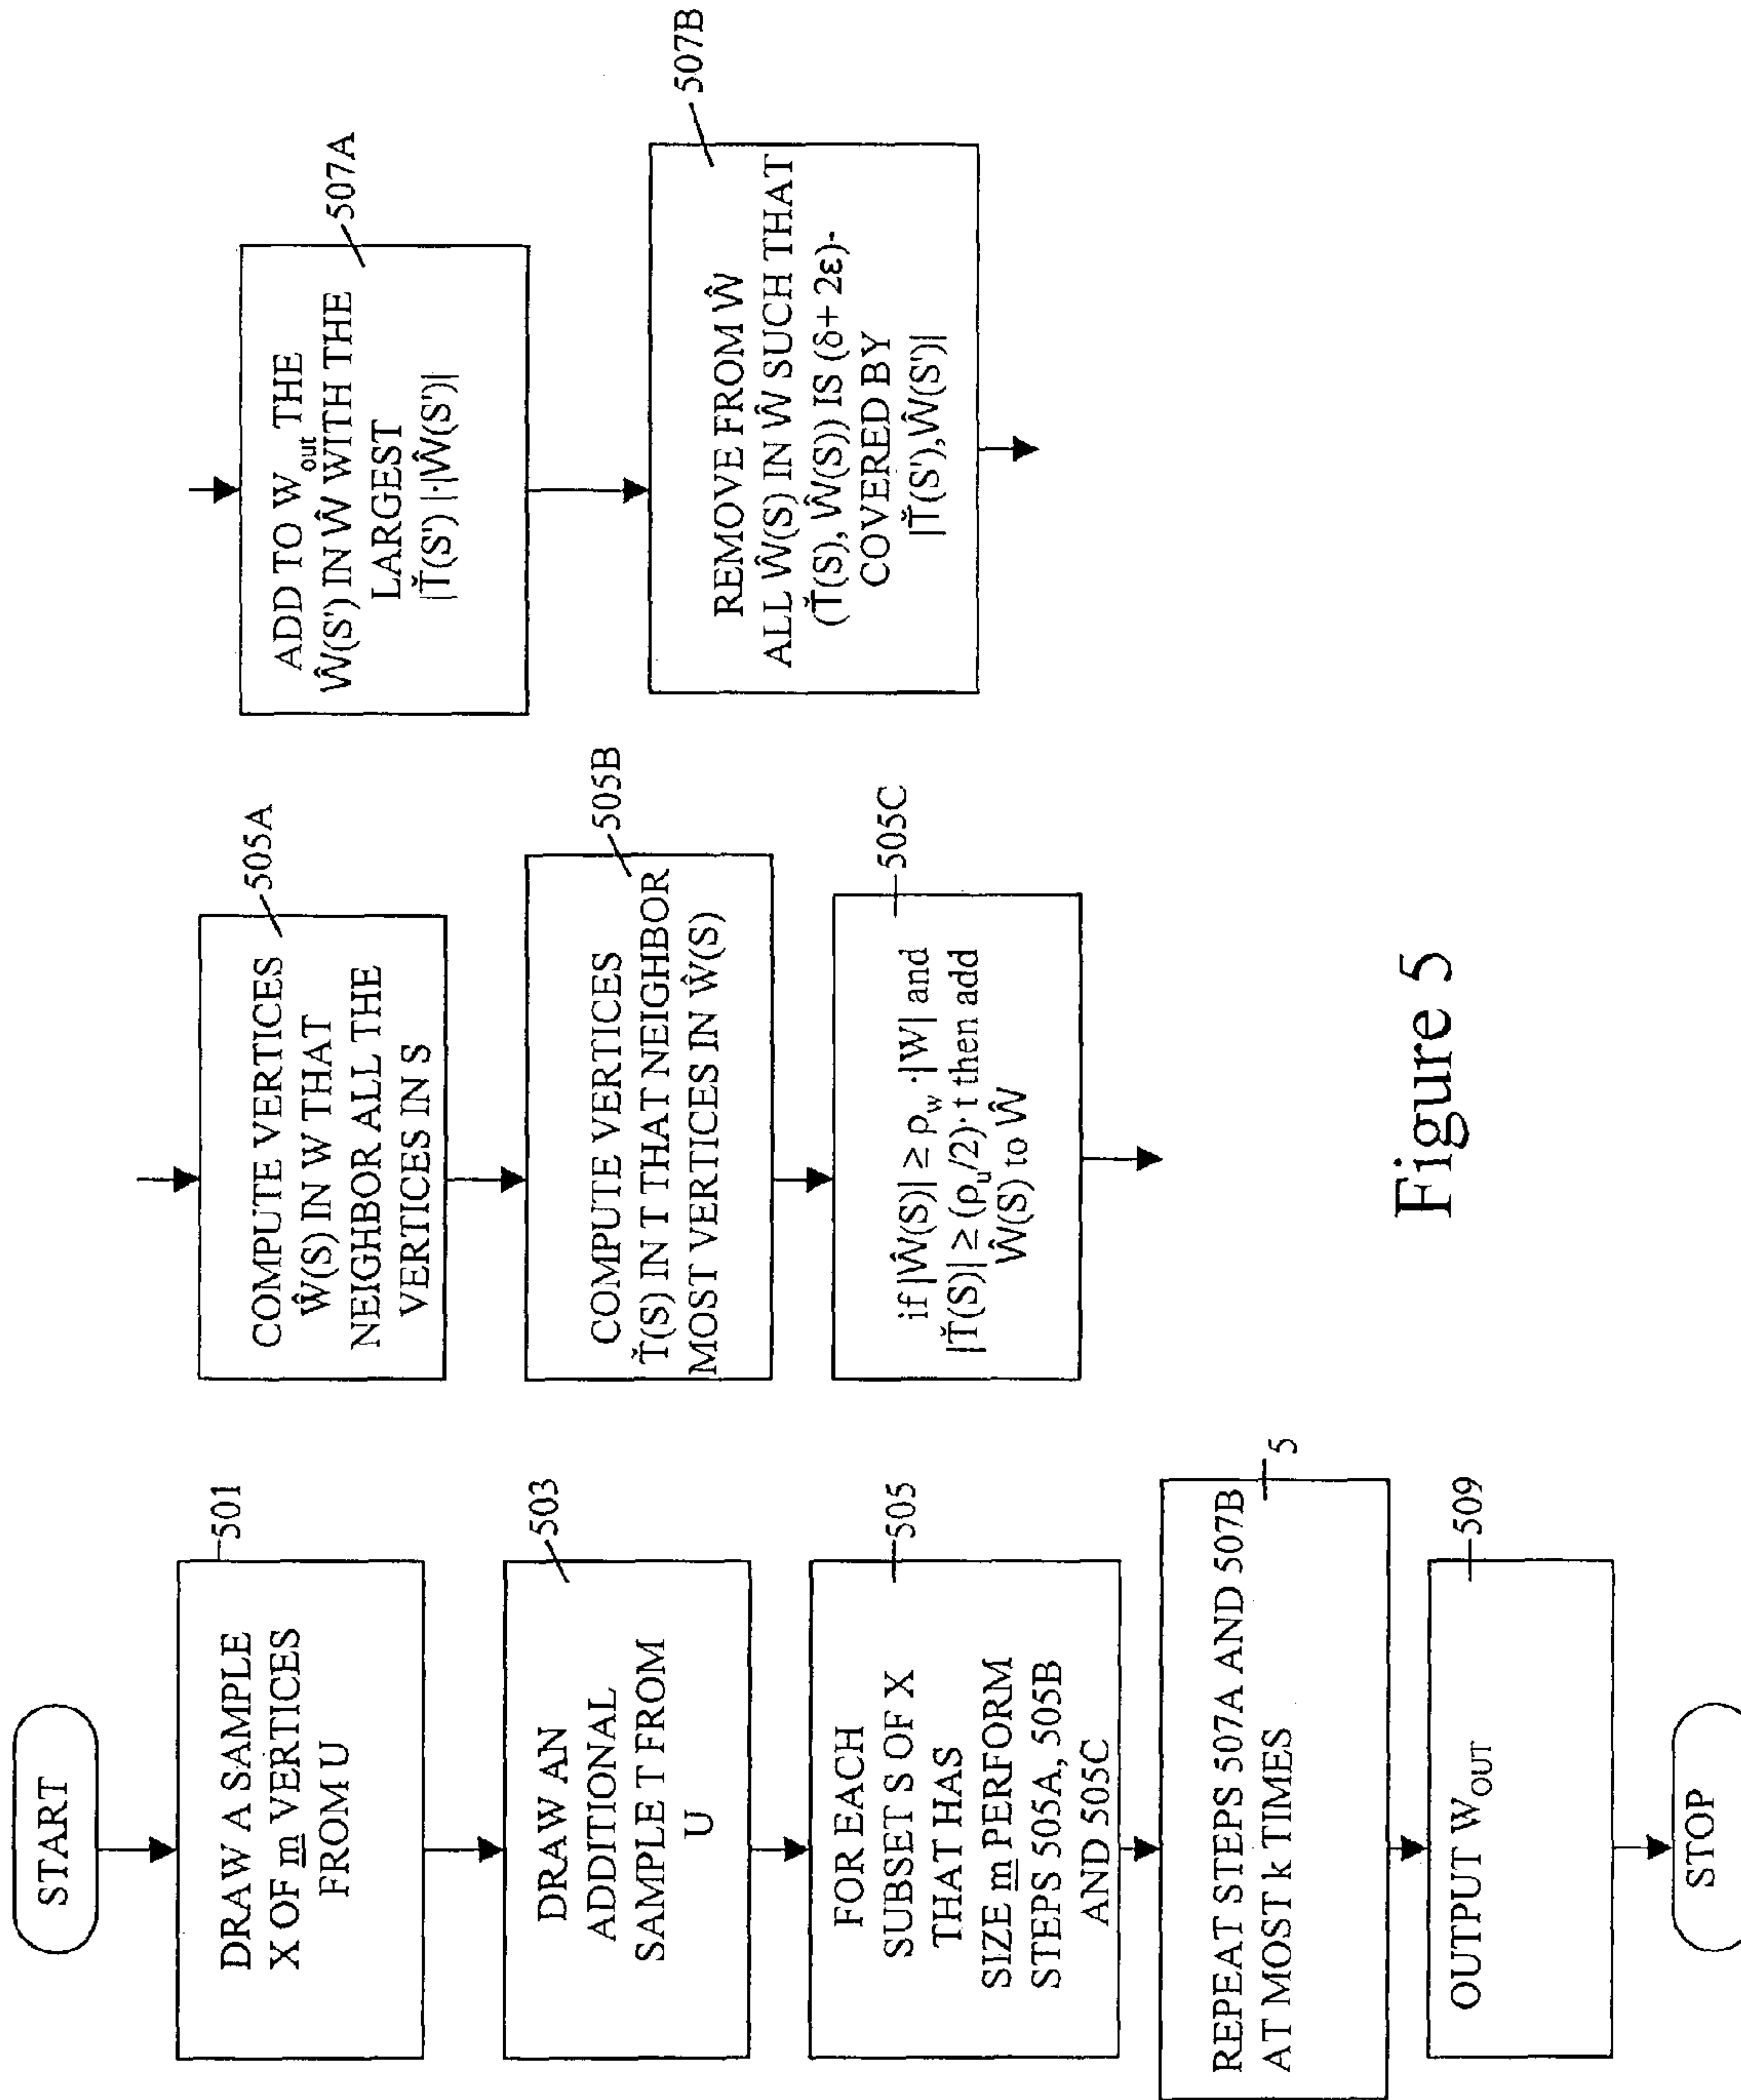 START
DRAW A SAMPLE
X OF m VERTICES
FROM U
501
DRAW AN
ADDITIONAL
SAMPLE T FROM
U
503
FOR EACH
SUBSET S OF X
THAT HAS
SIZE m PERFORM
STEPS 505A, 505B
AND 505C
505
REPEAT STEPS 507A AND 507B
AT MOST k TIMES
5
OUTPUT W_OUT
509
STOP
COMPUTE VERTICES
Ŵ(S) IN W THAT
NEIGHBOR ALL THE
VERTICES IN S
505A
COMPUTE VERTICES
Ť(S) IN T THAT NEIGHBOR
MOST VERTICES IN Ŵ(S)
505B
if |Ŵ(S)| ≥ ρ_w ·|W| and
|Ť(S)| ≥ (ρ_u/2)· t then add
Ŵ(S) to Ŵ
505C
ADD TO W_out THE
Ŵ(S') IN Ŵ WITH THE
LARGEST
|Ť(S') |·|Ŵ(S')|
507A
REMOVE FROM Ŵ
ALL Ŵ(S) IN Ŵ SUCH THAT
(Ť(S), Ŵ(S)) IS (δ+ 2ε)-
COVERED BY
|Ť(S'),Ŵ(S')|
507B
Figure 5